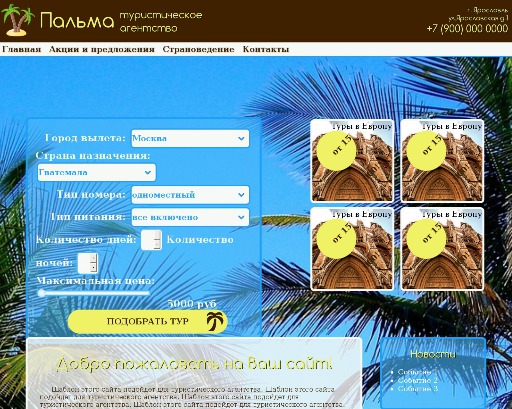 Пальма
туристическое
агентство
г. Ярославль
ул.Ярославская д.1
+7 (900) 000 0000
Главная Акции и предложения Страноведение Контакты
Город вылета: Москва
Страна назначения:
Гватемала
Тип номера: одноместный
Тип питания: все включено
Количество дней: Количество
ночей:
Максимальная цена:
5000 руб
ПОДОБРАТЬ ТУР
Туры в Европу
от 15
Туры в Европу
от 15
Туры в Европу
от 15
Туры в Европу
от 15
Добро пожаловать на ваш сайт!
Шаблон этого сайта подойдет для туристического агентства. Шаблон этого сайта
подойдет для туристического агентства. Шаблон этого сайта подойдет для
туристического агентства. Шаблон этого сайта подойдет для туристического агентства.
Новости
Событие
Событие 2
Событие 3